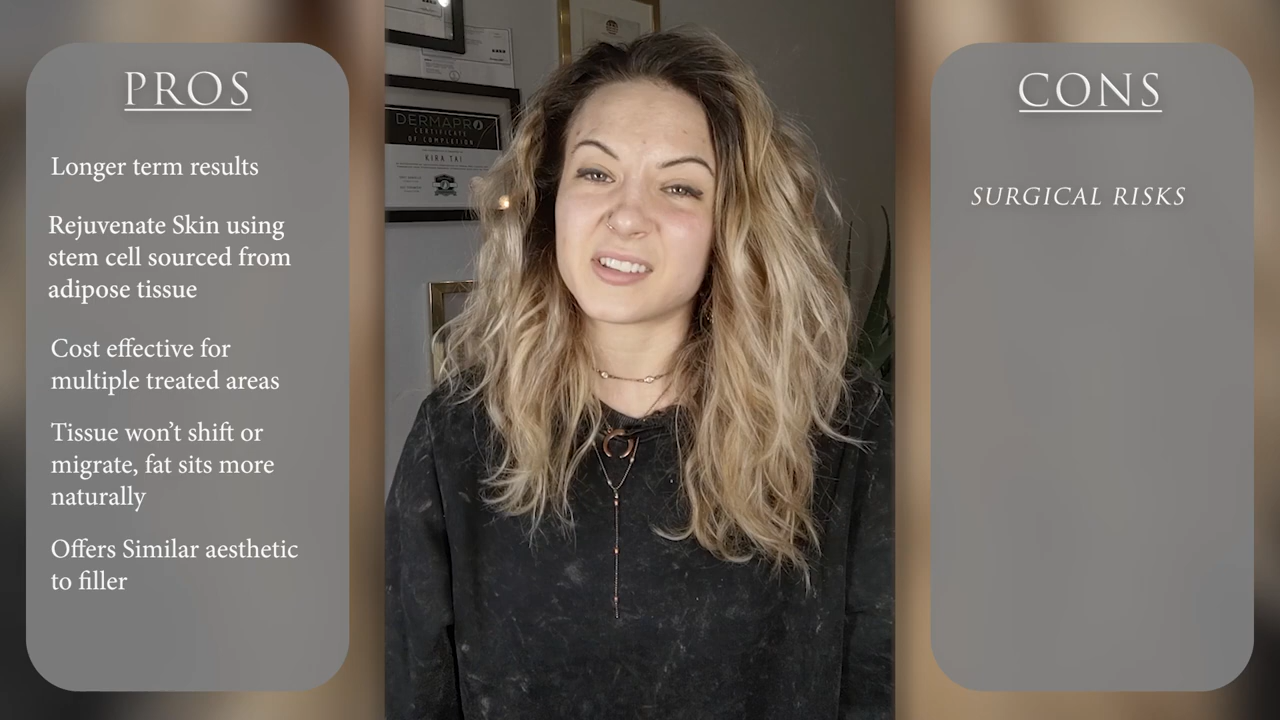 PROS
Longer term results
Rejuvenate Skin using
stem cell sourced from
adipose tissue
Cost effective for
multiple treated areas
Tissue won't shift or
migrate, fat sits more
naturally
Offers Similar aesthetic
to filler
DERMAPRO
CERTIFICATE
OF COMPLETION
KIRA TAI
CONS
SURGICAL RISKS